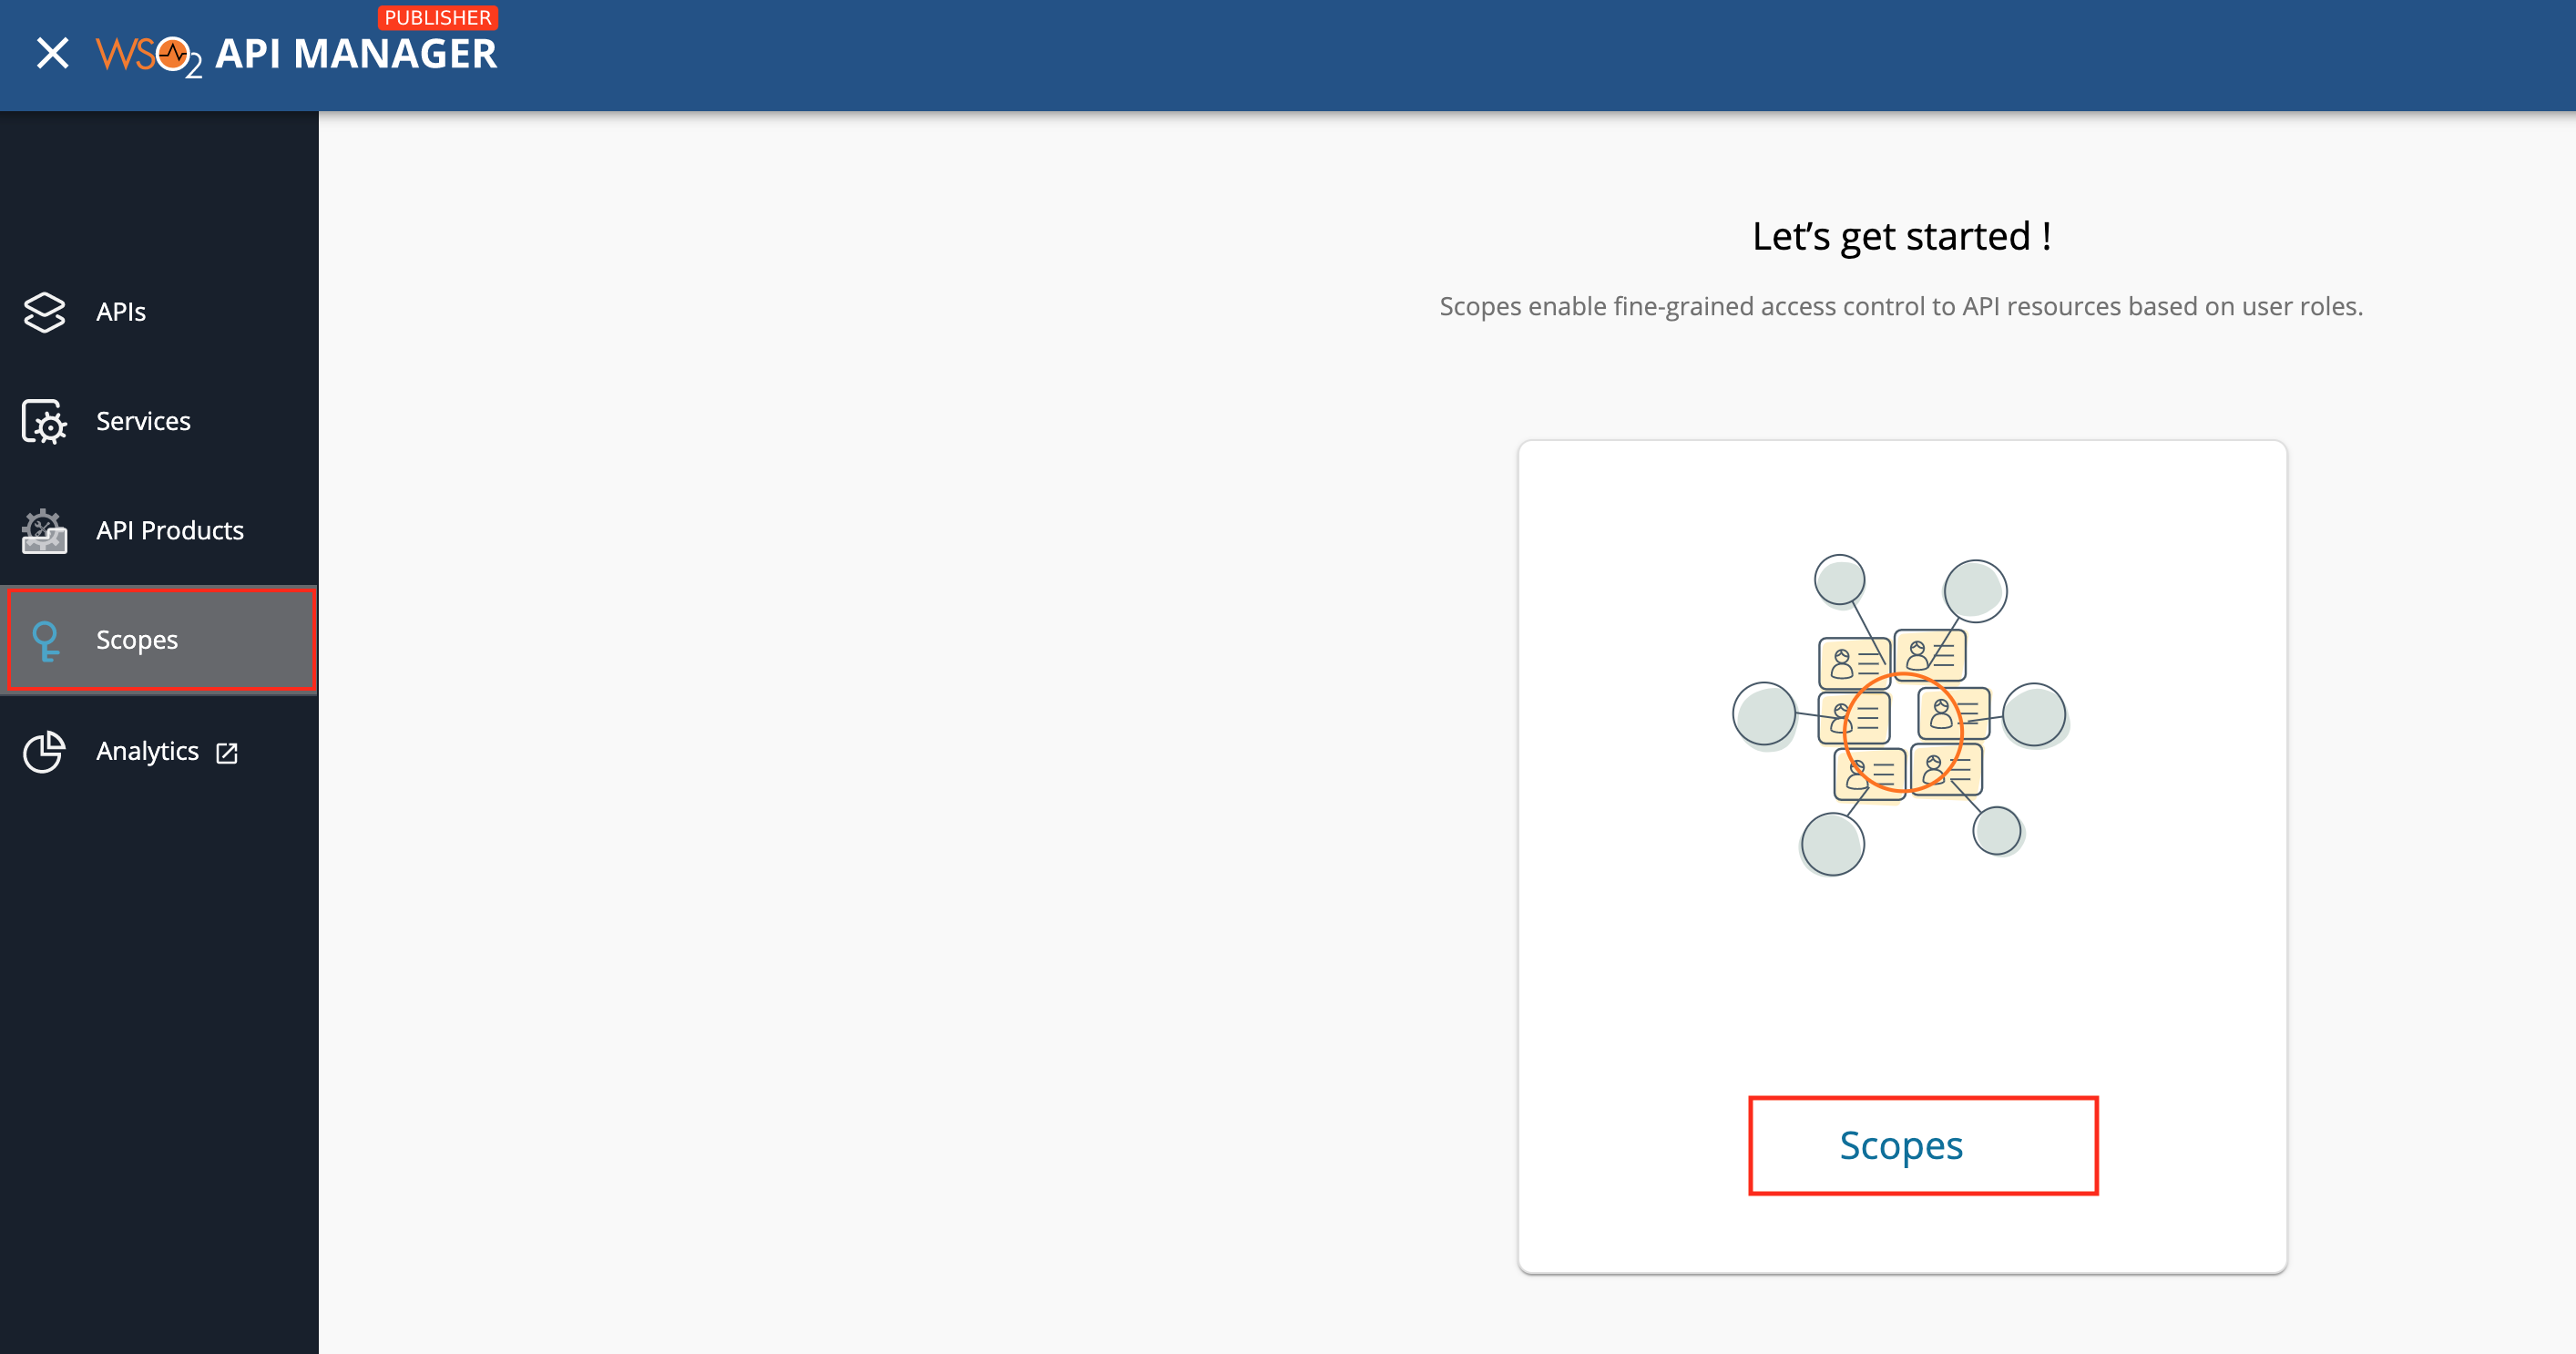 PUBLISHER
WSO2 API MANAGER
APIs
Services
API Products
Scopes
Analytics
Let’s get started !
Scopes enable fine-grained access control to API resources based on user roles.
Scopes